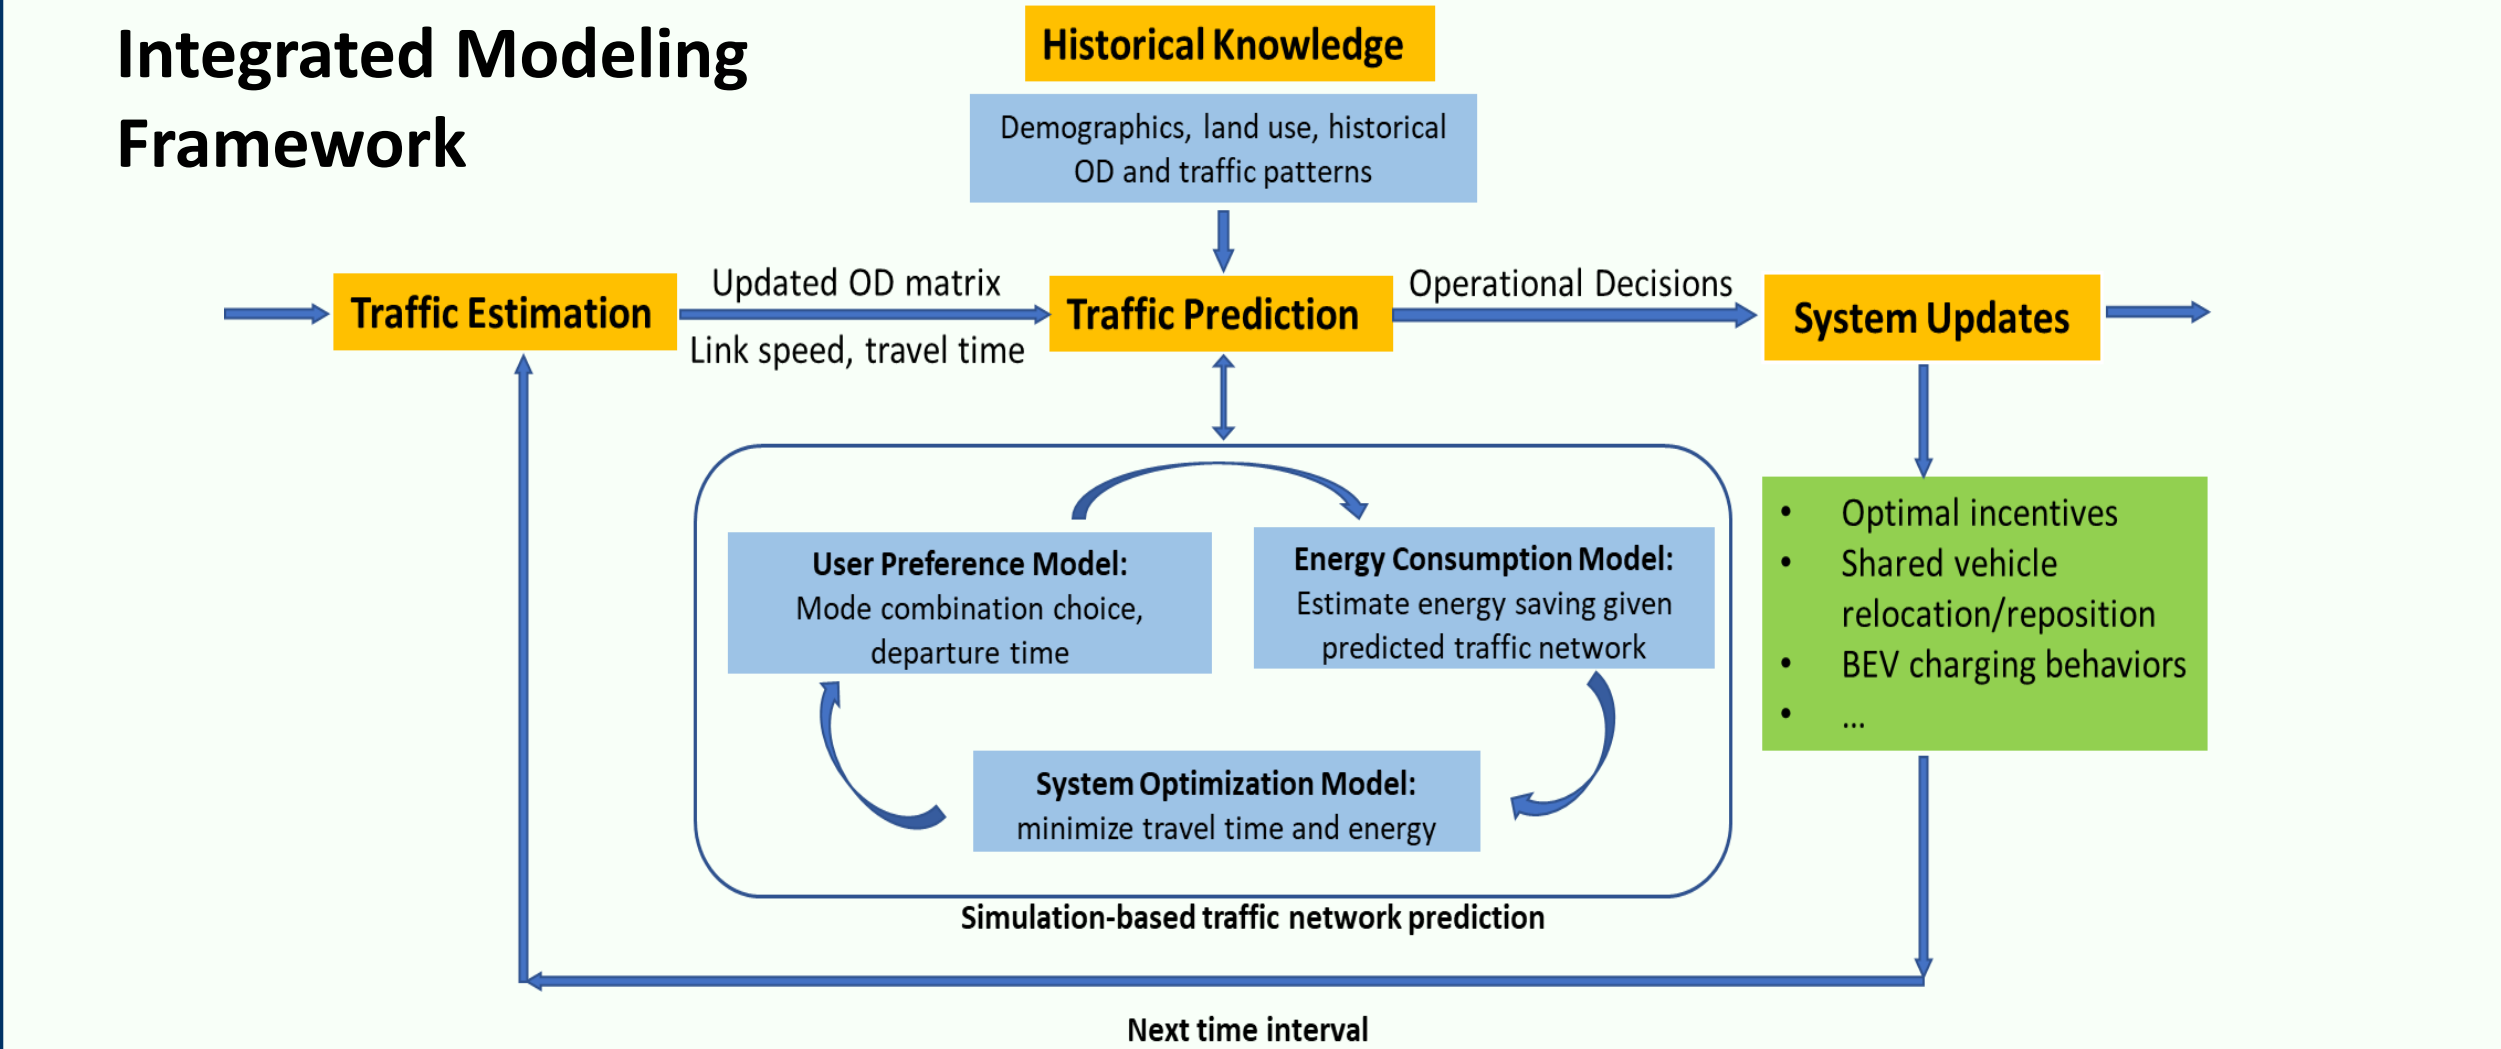 Integrated Modeling
Framework
Historical Knowledge
Demographics, land use, historical
OD and traffic patterns
Traffic Estimation
Updated OD matrix
Link speed, travel time
Traffic Prediction
Operational Decisions
System Updates
User Preference Model:
Mode combination choice,
departure time
Energy Consumption Model:
Estimate energy saving given
predicted traffic network
System Optimization Model:
minimize travel time and energy
Simulation-based traffic network prediction
• Optimal incentives
• Shared vehicle
relocation/reposition
• BEV charging behaviors
• ...
Next time interval